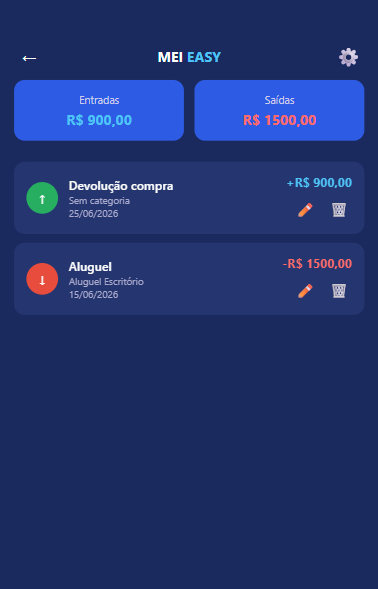 ←
MEI EASY
Entradas
R$ 900,00
Saídas
R$ 1500,00
↑
Devolução compra
Sem categoria
25/06/2026
+R$ 900,00
↓
Aluguel
Aluguel Escritório
15/06/2026
-R$ 1500,00